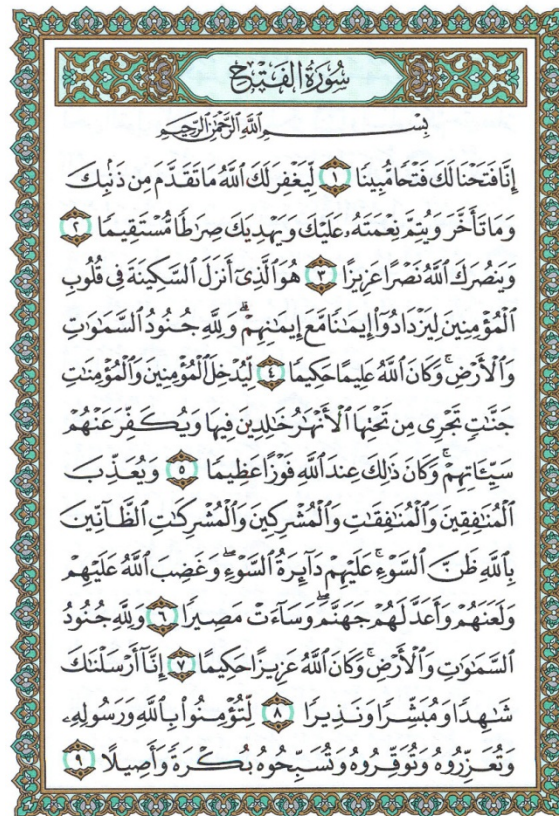 سُورَةُ الفَتْحِ
بِسْمِ اللَّهِ الرَّحْمَٰنِ الرَّحِيمِ
إِنَّا فَتَحْنَا لَكَ فَتْحًا مُّبِينًا ١ لِّيَغْفِرَ لَكَ اللَّهُ مَا تَقَدَّمَ مِن ذَنۢبِكَ
وَمَا تَأَخَّرَ وَيُتِمَّ نِعْمَتَهُۥ عَلَيْكَ وَيَهْدِيَكَ صِرَٰطًا مُّسْتَقِيمًا ٢
وَيَنصُرَكَ ٱللَّهُ نَصْرًا عَزِيزًا ٣ هُوَ ٱلَّذِىٓ أَنزَلَ ٱلسَّكِينَةَ فِى قُلُوبِ
ٱلْمُؤْمِنِينَ لِيَزْدَادُوٓا۟ إِيمَٰنًا مَّعَ إِيمَٰنِهِمْ ۗ وَلِلَّهِ جُنُودُ ٱلسَّمَٰوَٰتِ
وَٱلْأَرْضِ ۚ وَكَانَ ٱللَّهُ عَلِيمًا حَكِيمًا ٤ لِّيُدْخِلَ ٱلْمُؤْمِنِينَ وَٱلْمُؤْمِنَٰتِ
جَنَّٰتٍ تَجْرِى مِن تَحْتِهَا ٱلْأَنْهَٰرُ خَٰلِدِينَ فِيهَا وَيُكَفِّرَ عَنْهُمْ
سَيِّـَٔاتِهِمْ ۚ وَكَانَ ذَٰلِكَ عِندَ ٱللَّهِ فَوْزًا عَظِيمًا ٥ وَيُعَذِّبَ
ٱلْمُنَٰفِقِينَ وَٱلْمُنَٰفِقَٰتِ وَٱلْمُشْرِكِينَ وَٱلْمُشْرِكَٰتِ ٱلظَّآنِّينَ
بِٱللَّهِ ظَنَّ ٱلسَّوْءِ ۚ عَلَيْهِمْ دَآئِرَةُ ٱلسَّوْءِ ۖ وَغَضِبَ ٱللَّهُ عَلَيْهِمْ
وَلَعَنَهُمْ وَأَعَدَّ لَهُمْ جَهَنَّمَ ۖ وَسَآءَتْ مَصِيرًا ٦ وَلِلَّهِ جُنُودُ
ٱلسَّمَٰوَٰتِ وَٱلْأَرْضِ ۚ وَكَانَ ٱللَّهُ عَزِيزًا حَكِيمًا ٧ إِنَّآ أَرْسَلْنَٰكَ
شَٰهِدًا وَمُبَشِّرًا وَنَذِيرًا ٨ لِّتُؤْمِنُوا۟ بِٱللَّهِ وَرَسُولِهِۦ
وَتُعَزِّرُوهُ وَتُوَقِّرُوهُ وَتُسَبِّحُوهُ بُكْرَةً وَأَصِيلًا ٩